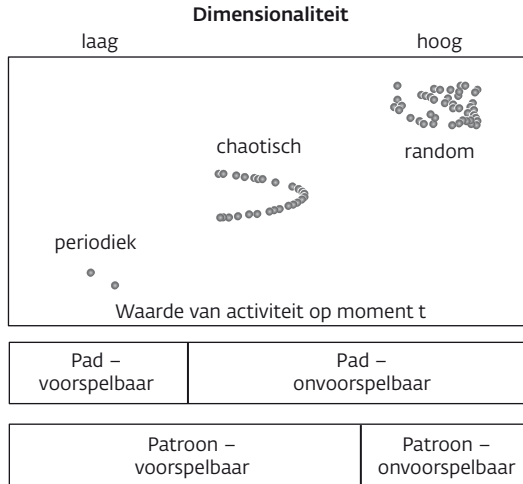 Dimensionaliteit
laag hoog
chaotisch
random
periodiek
Waarde van activiteit op moment t
Pad –
voorspelbaar
Pad –
onvoorspelbaar
Patroon –
voorspelbaar
Patroon –
onvoorspelbaar